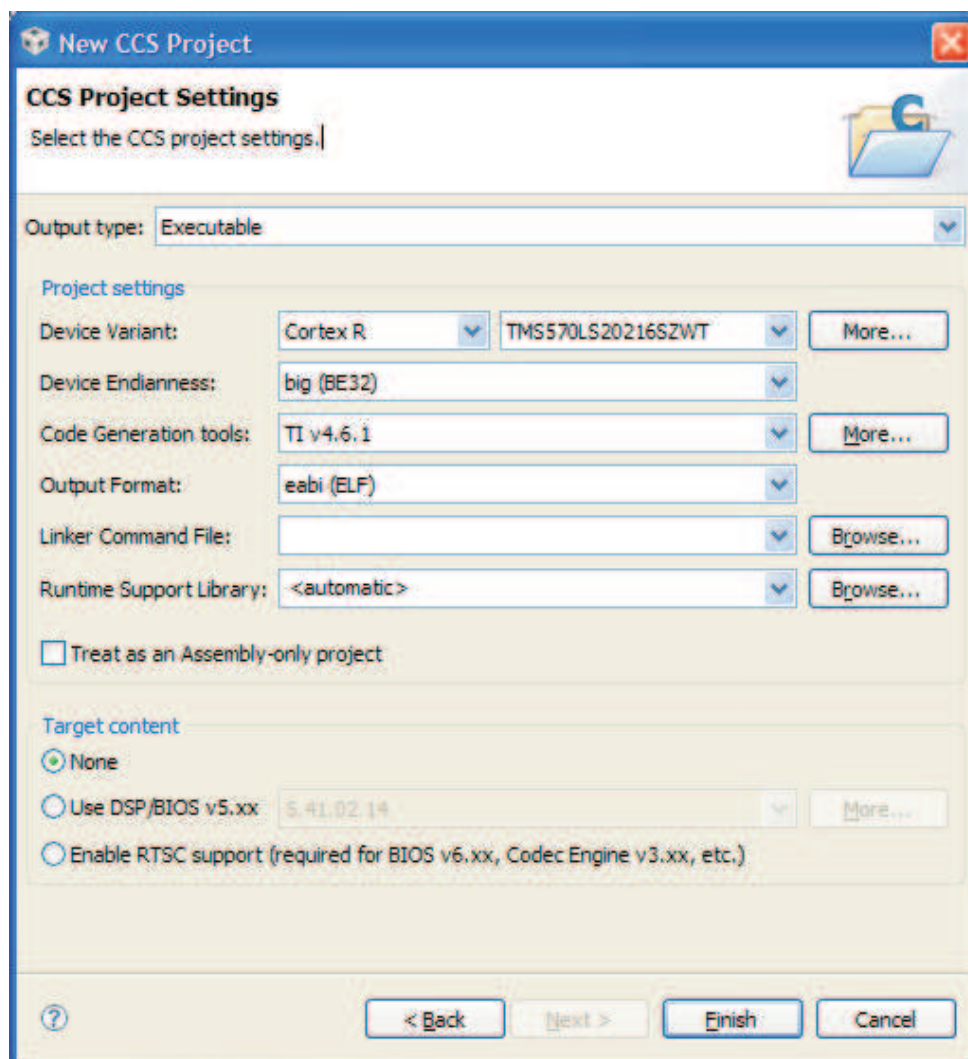 New CCS Project
CCS Project Settings
Select the CCS project settings.
Output type: Executable
Project settings
Device Variant: Cortex R TMS570LS20216SZWT More...
Device Endianness: big (BE32)
Code Generation tools: TI v4.6.1 More...
Output Format: eabi (ELF)
Linker Command File: Browse...
Runtime Support Library: <automatic> Browse...
Treat as an Assembly-only project
Target content
None
Use DSP/BIOS v5.xx 5.41.02.14 More...
Enable RTSC support (required for BIOS v6.xx, Codec Engine v3.xx, etc.)
? < Back Next > Finish Cancel